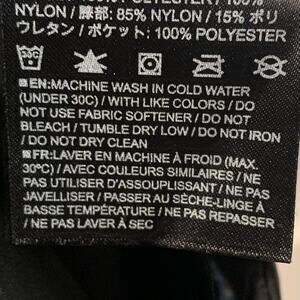 NYLON / 腰部: 85% NYLON / 15% ポリ
ウレタン / ポケット: 100% POLYESTER
EN:MACHINE WASH IN COLD WATER
(UNDER 30C) / WITH LIKE COLORS / DO
NOT USE FABRIC SOFTENER / DO NOT
BLEACH / TUMBLE DRY LOW / DO NOT IRON
/ DO NOT DRY CLEAN
FR:LAVER EN MACHINE À FROID (MAX.
30ºC) / AVEC COULEURS SIMILAIRES / NE
PAS UTILISER D'ASSOUPLISSANT / NE PAS
JAVELLISER / PASSER AU SÈCHE-LINGE À
BASSE TEMPÉRATURE / NE PAS REPASSER
/ NE PAS LAVER À SEC